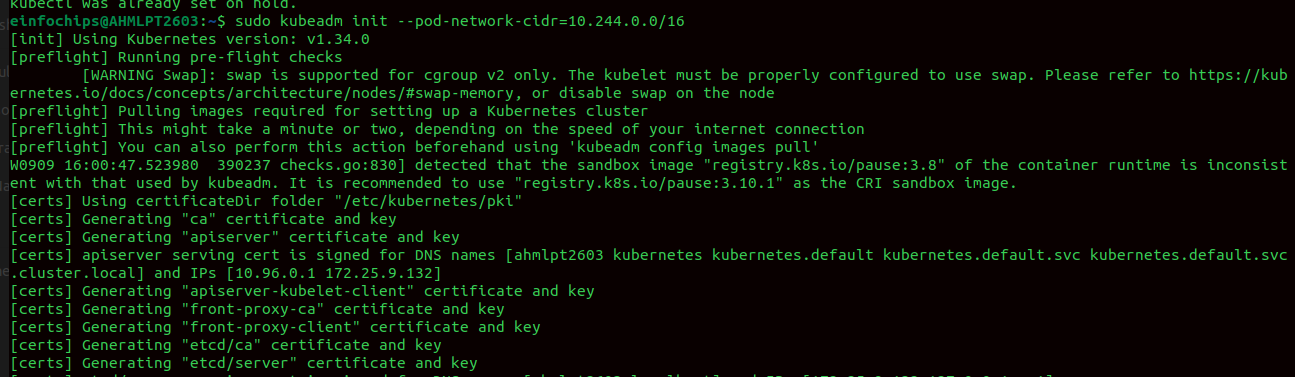 kubectl was already set on hold.
einfochips@AHMLPT2603:~$ sudo kubeadm init --pod-network-cidr=10.244.0.0/16
[init] Using Kubernetes version: v1.34.0
[preflight] Running pre-flight checks
        [WARNING Swap]: swap is supported for cgroup v2 only. The kubelet must be properly configured to use swap. Please refer to https://kub
ernetes.io/docs/concepts/architecture/nodes/#swap-memory, or disable swap on the node
[preflight] Pulling images required for setting up a Kubernetes cluster
[preflight] This might take a minute or two, depending on the speed of your internet connection
[preflight] You can also perform this action beforehand using 'kubeadm config images pull'
W0909 16:00:47.523980  390237 checks.go:830] detected that the sandbox image "registry.k8s.io/pause:3.8" of the container runtime is inconsist
ent with that used by kubeadm. It is recommended to use "registry.k8s.io/pause:3.10.1" as the CRI sandbox image.
[certs] Using certificateDir folder "/etc/kubernetes/pki"
[certs] Generating "ca" certificate and key
[certs] Generating "apiserver" certificate and key
[certs] apiserver serving cert is signed for DNS names [ahmlpt2603 kubernetes kubernetes.default kubernetes.default.svc kubernetes.default.svc
.cluster.local] and IPs [10.96.0.1 172.25.9.132]
[certs] Generating "apiserver-kubelet-client" certificate and key
[certs] Generating "front-proxy-ca" certificate and key
[certs] Generating "front-proxy-client" certificate and key
[certs] Generating "etcd/ca" certificate and key
[certs] Generating "etcd/server" certificate and key